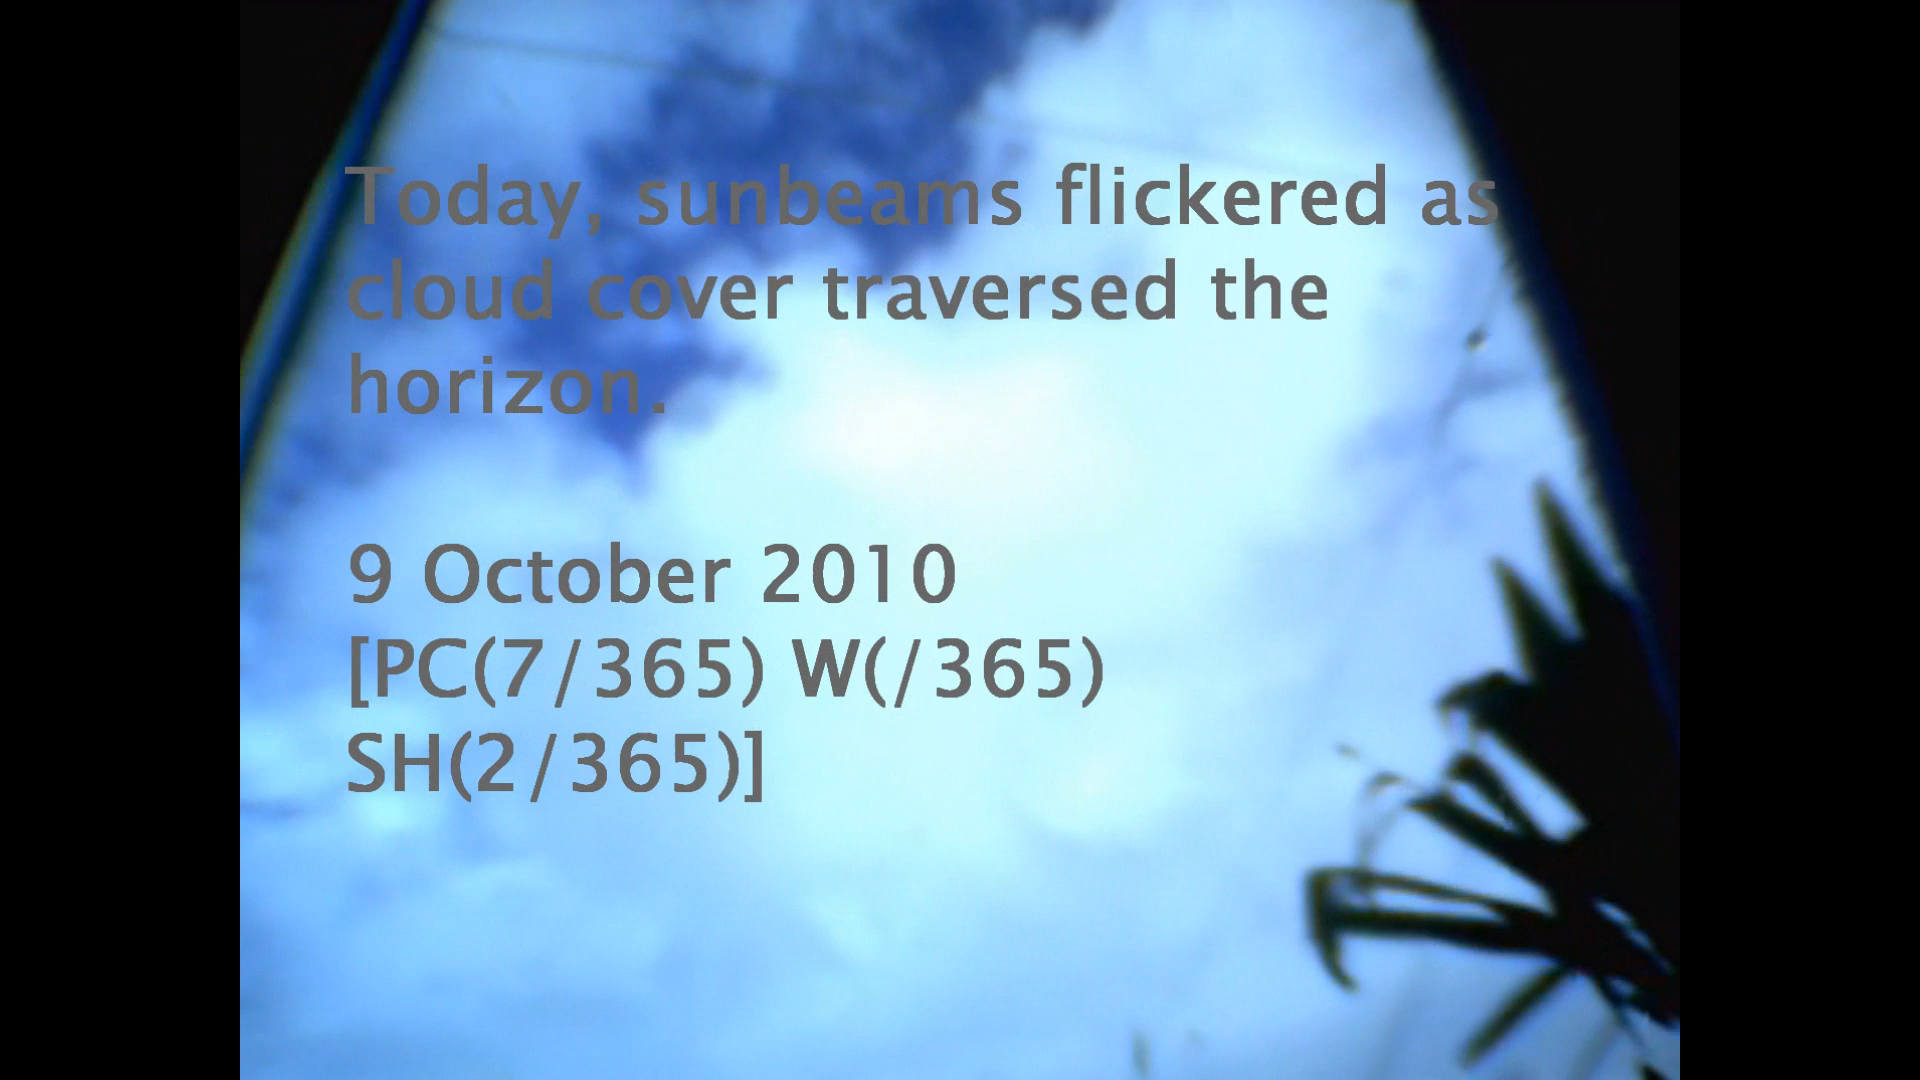 Today, sunbeams flickered as
cloud cover traversed the
horizon.
9 October 2010
[PC(7/365) W(/365)
SH(2/365)]